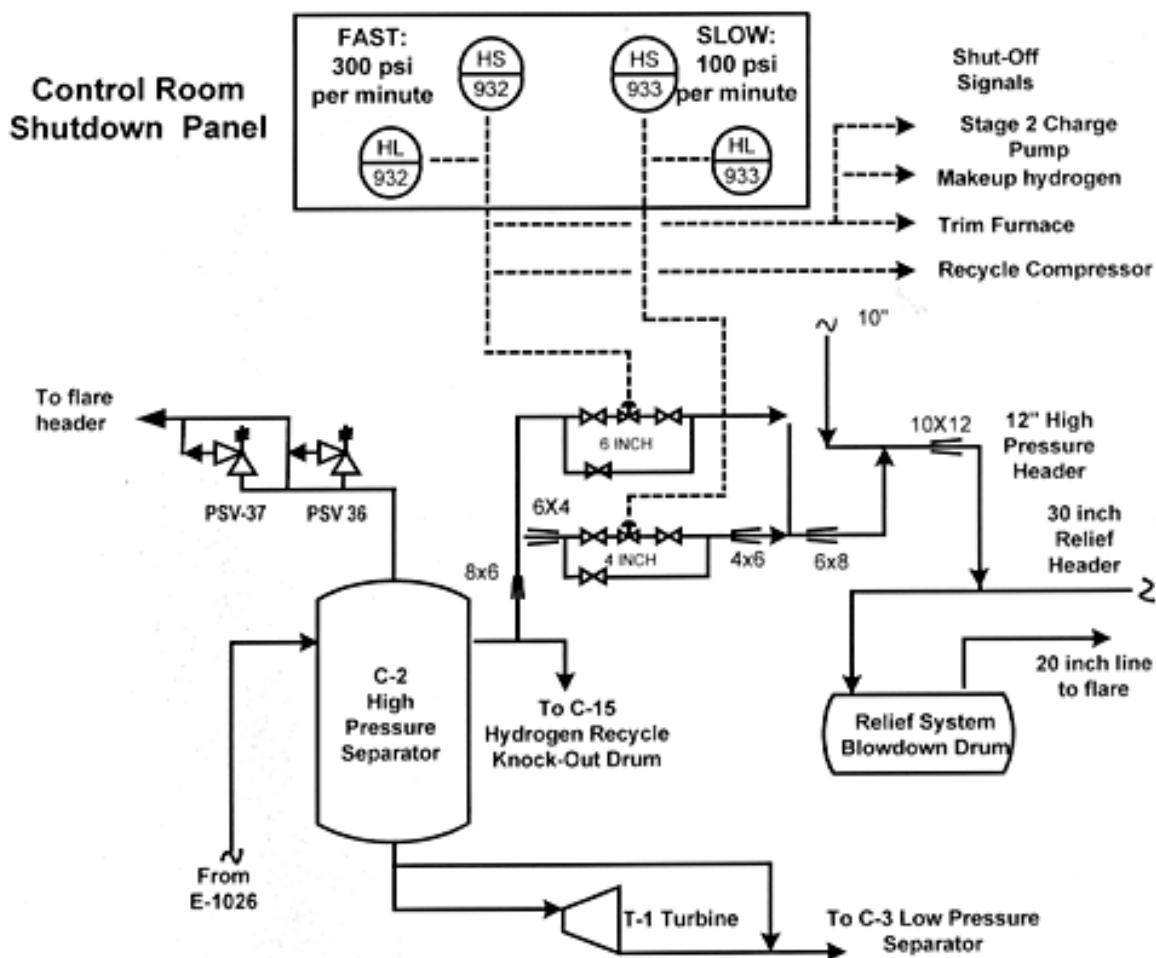 Control Room
Shutdown Panel
FAST:
300 psi
per minute
HS
932
HL
932
HS
933
SLOW:
100 psi
per minute
HL
933
Shut-Off
Signals
Stage 2 Charge
Pump
Makeup hydrogen
Trim Furnace
Recycle Compressor
10"
To flare
header
PSV-37
PSV 36
6 INCH
6X4
4 INCH
8x6
4x6
6x8
10X12
12" High
Pressure
Header
30 inch
Relief
Header
C-2
High
Pressure
Separator
To C-15
Hydrogen Recycle
Knock-Out Drum
20 inch line
to flare
Relief System
Blowdown Drum
From
E-1026
T-1 Turbine
To C-3 Low Pressure
Separator